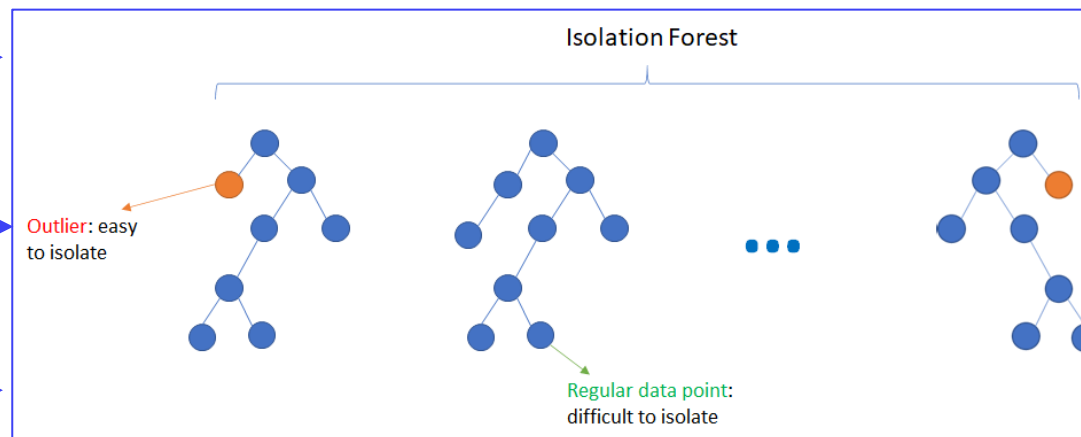 Isolation Forest
Outlier: easy
to isolate
Regular data point:
difficult to isolate